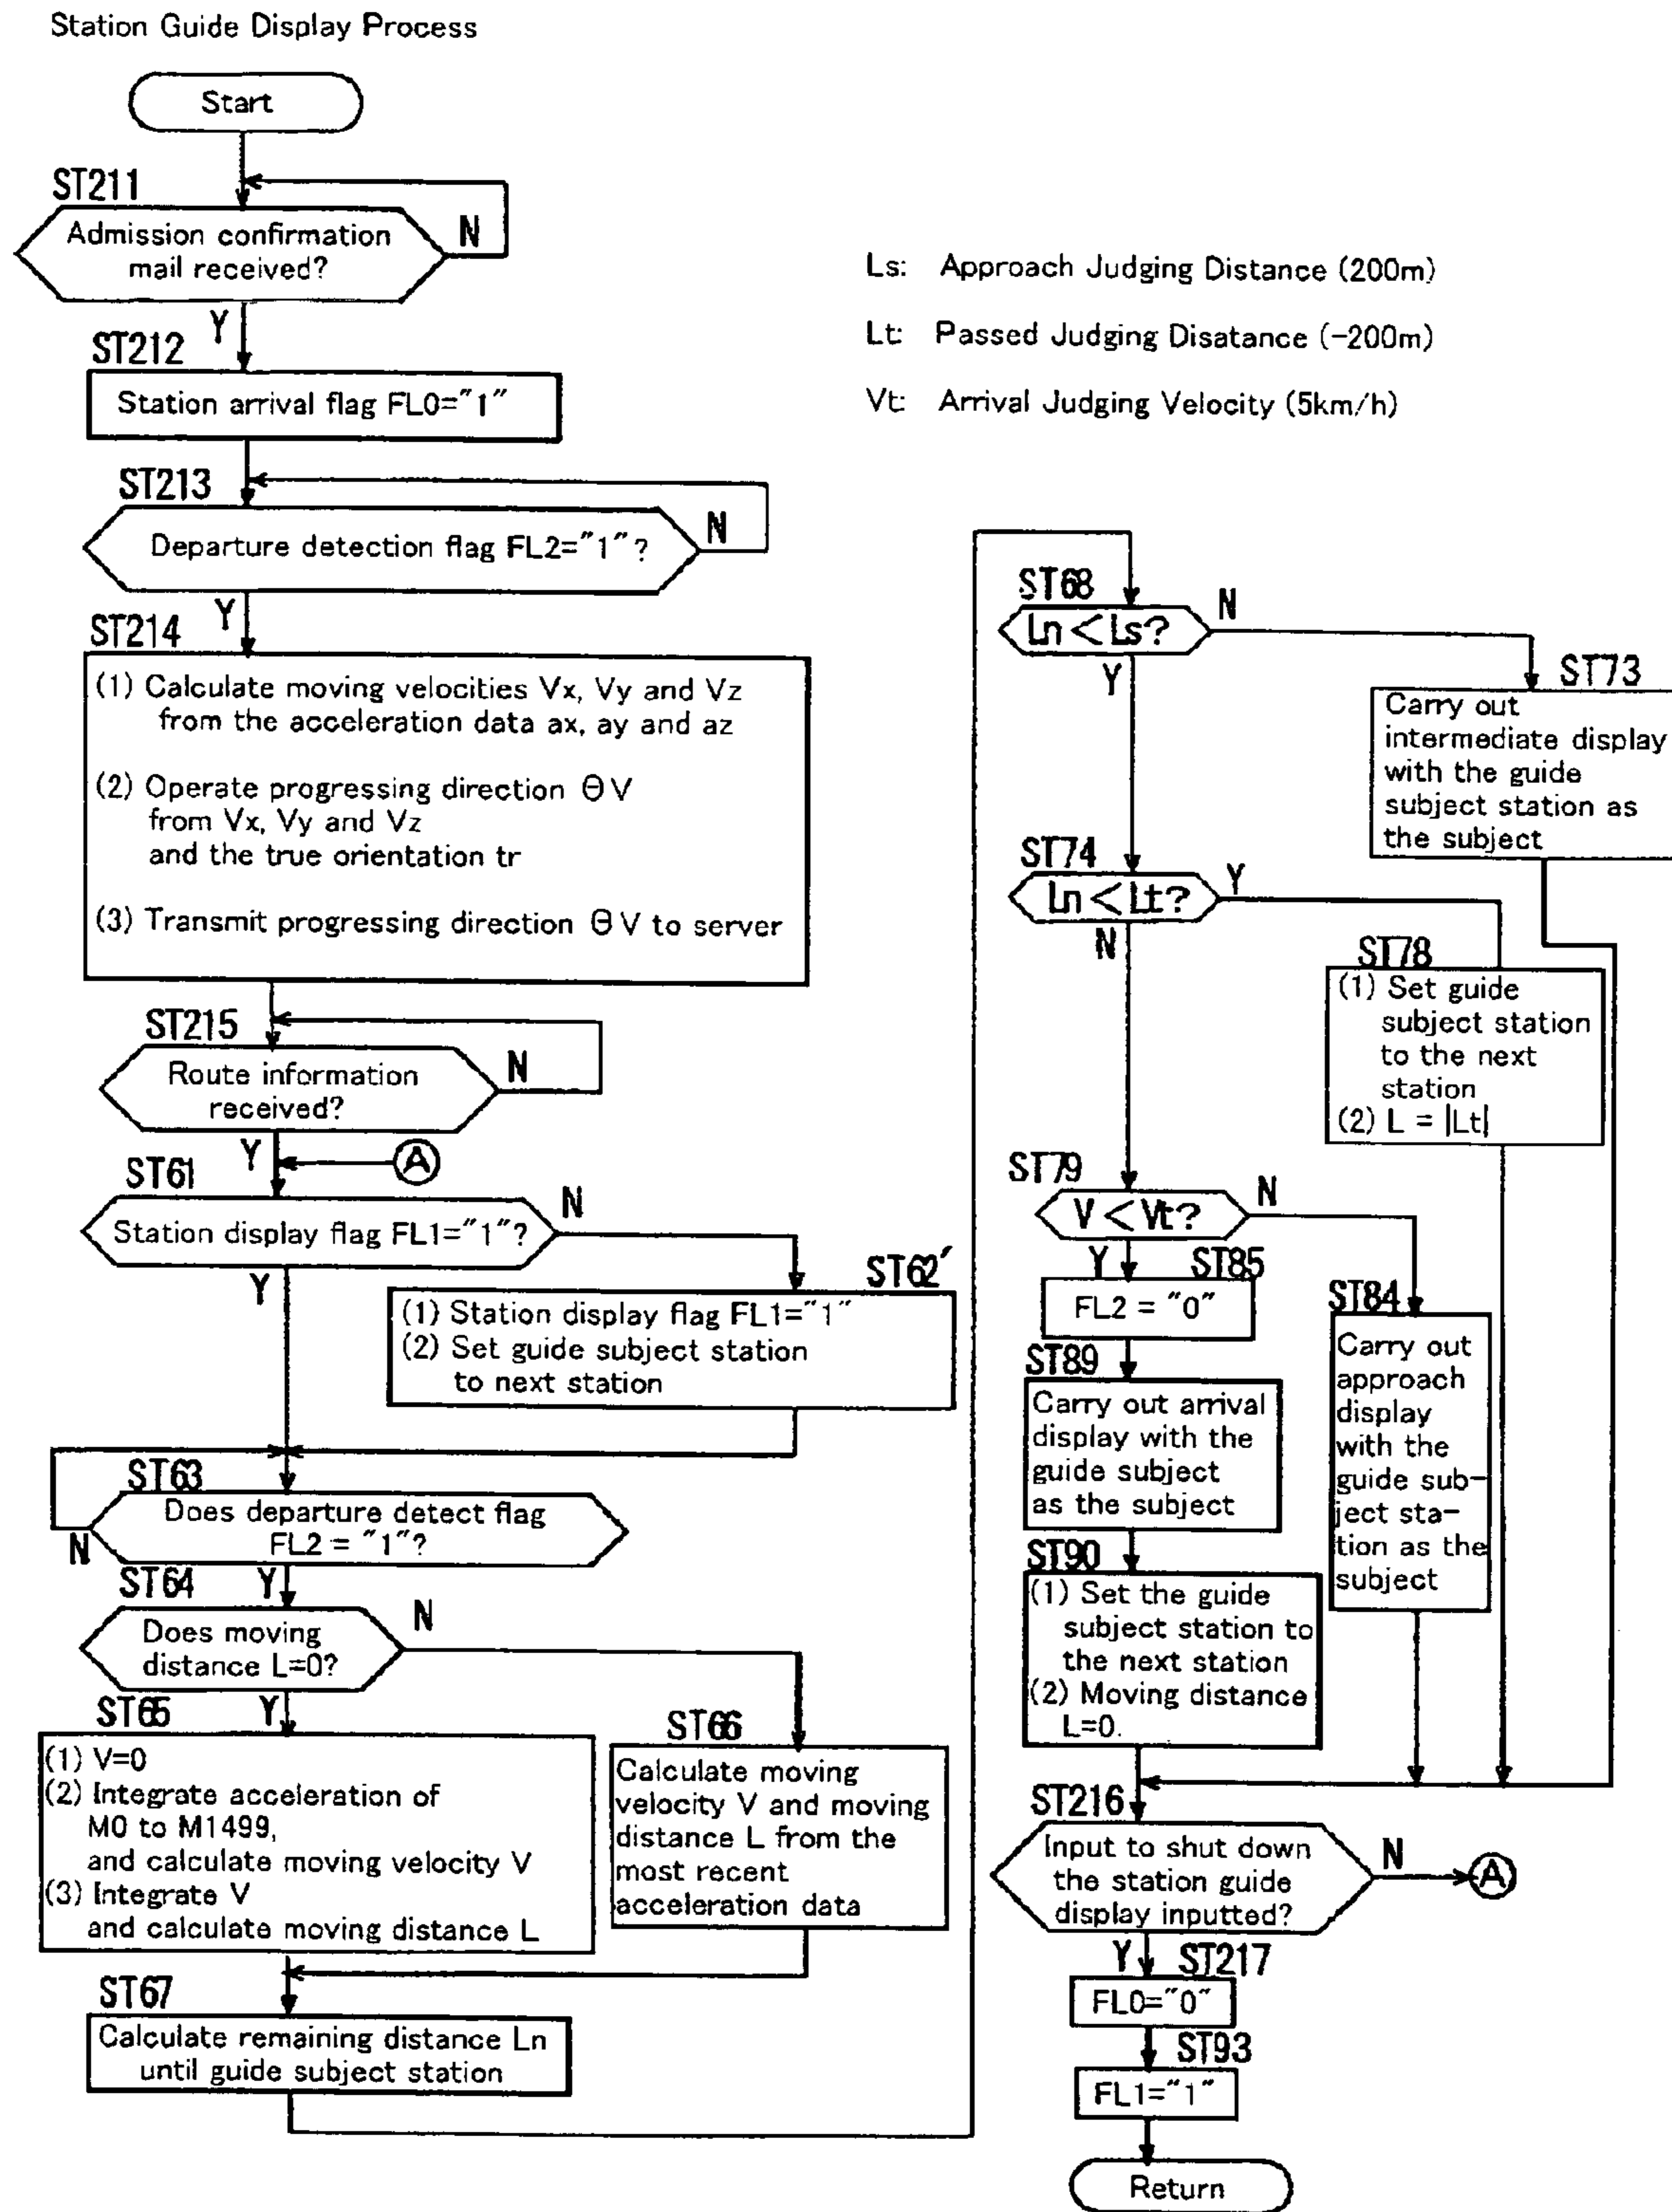 Station Guide Display Process
Start
ST211
Admission confirmation
mail received?
N
Y
ST212
Station arrival flag FL0="1"
ST213
Departure detection flag FL2="1"?
N
Y
ST214
(1) Calculate moving velocities Vx, Vy and Vz
from the acceleration data ax, ay and az
(2) Operate progressing direction θV
from Vx, Vy and Vz
and the true orientation tr
(3) Transmit progressing direction θV to server
ST215
Route information
received?
N
Y
A
ST61
Station display flag FL1="1"?
N
Y
ST62'
(1) Station display flag FL1="1"
(2) Set guide subject station
to next station
ST63
Does departure detect flag
FL2 = "1"?
N
Y
ST64
Does moving
distance L=0?
N
Y
ST65
(1) V=0
(2) Integrate acceleration of
M0 to M1499,
and calculate moving velocity V
(3) Integrate V
and calculate moving distance L
ST66
Calculate moving
velocity V and moving
distance L from the
most recent
acceleration data
ST67
Calculate remaining distance Ln
until guide subject station
Ls: Approach Judging Distance (200m)
Lt: Passed Judging Disatance (-200m)
Vt: Arrival Judging Velocity (5km/h)
ST68
Ln<Ls?
N
Y
ST73
Carry out
intermediate display
with the guide
subject station as
the subject
ST74
Ln<Lt?
Y
N
ST78
(1) Set guide
subject station
to the next
station
(2) L = |Lt|
ST79
V<Vt?
N
Y
ST85
FL2 = "0"
ST84
Carry out
approach
display
with the
guide sub-
ject sta-
tion as the
subject
ST89
Carry out arrival
display with the
guide subject
as the subject
ST90
(1) Set the guide
subject station to
the next station
(2) Moving distance
L=0.
ST216
Input to shut down
the station guide
display inputted?
N
A
Y
ST217
FL0="0"
ST93
FL1="1"
Return